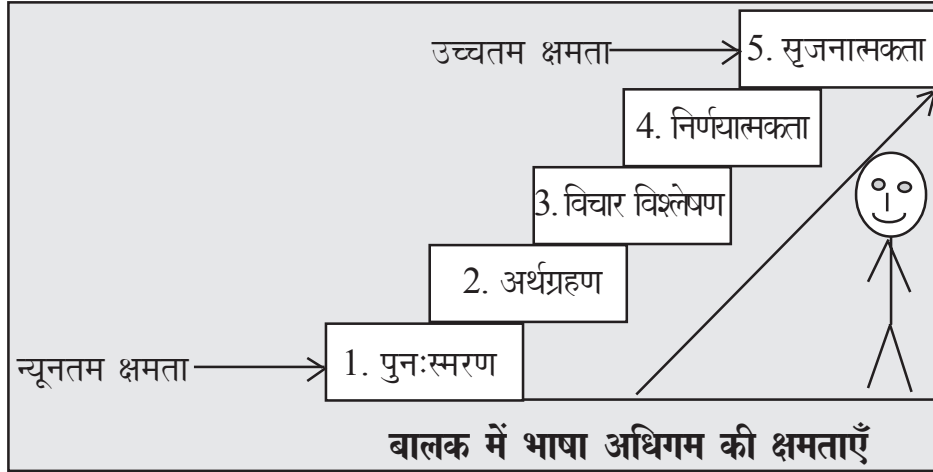 उच्चतम क्षमता
5. सृजनात्मकता
4. निर्णयात्मकता
3. विचार विश्लेषण
2. अर्थग्रहण
न्यूनतम क्षमता
1. पुनःस्मरण
बालक में भाषा अधिगम की क्षमताएँ